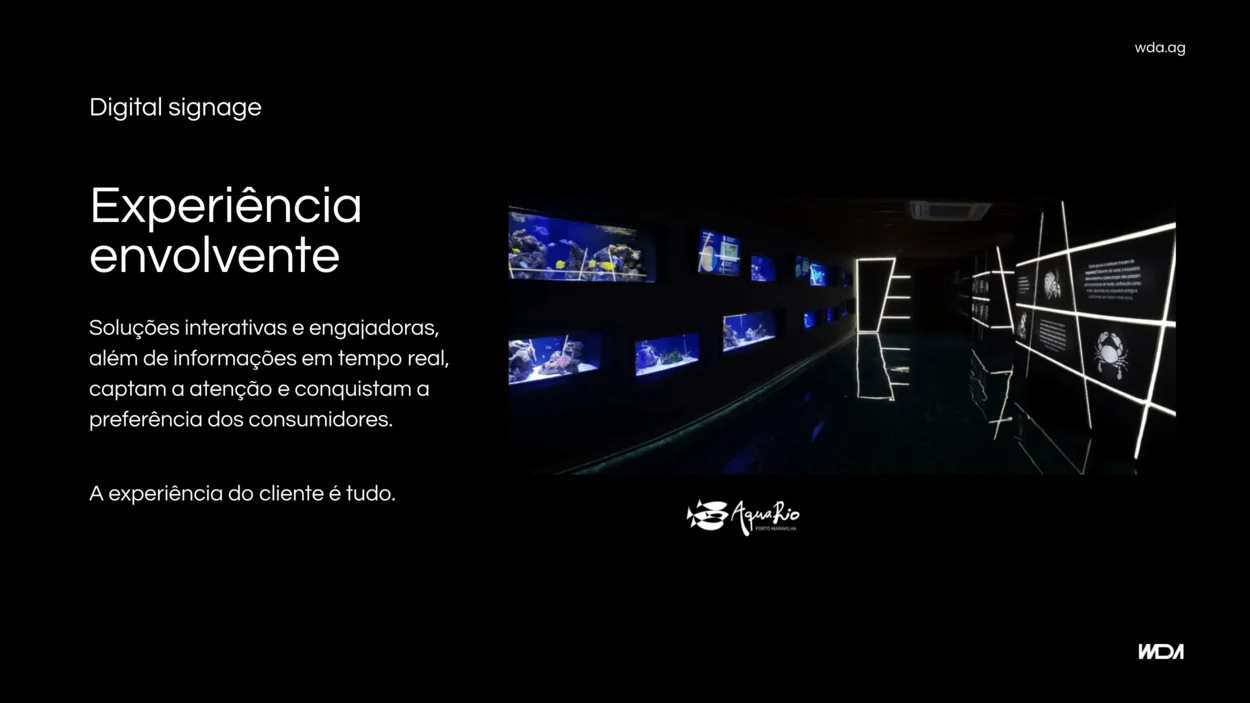 wda.ag
Digital signage
Experiência
envolvente
Soluções interativas e engajadoras,
além de informações em tempo real,
captam a atenção e conquistam a
preferência dos consumidores.
A experiência do cliente é tudo.
AquaRio
PORTO MARAVILHA
WDA